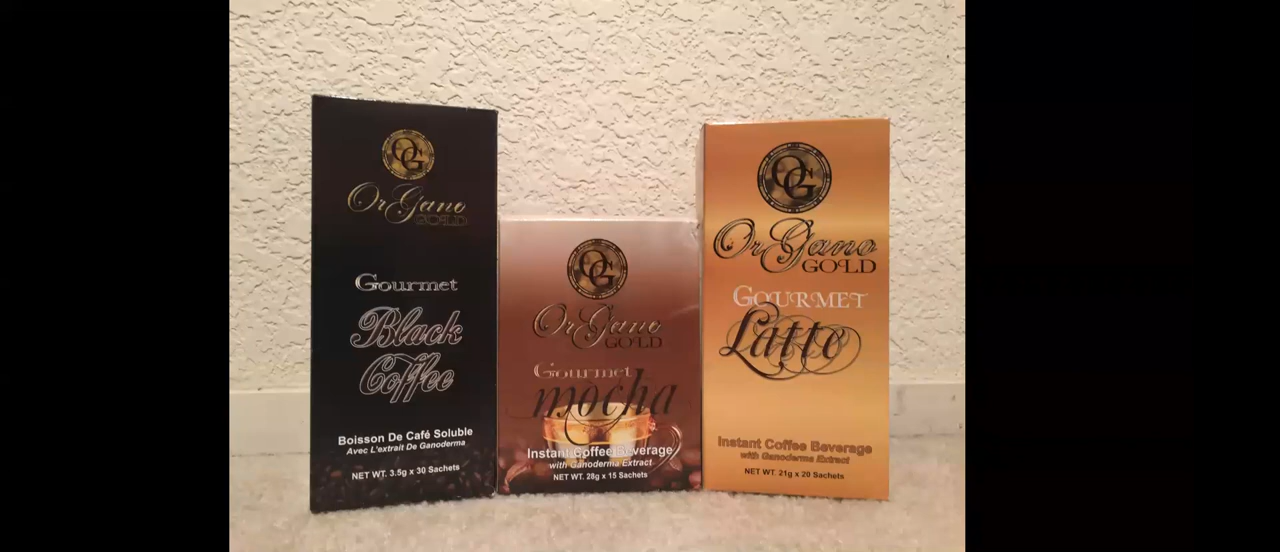 OG
OrGano
GOLD
Gourmet
Black
Coffee
Boisson De Café Soluble
Avec L'extrait De Ganoderma
NET WT. 3.5g x 30 Sachets
OG
OrGano
GOLD
Gourmet
mocha
Instant Coffee Beverage
with Ganoderma Extract
NET WT. 28g x 15 Sachets
OG
OrGano
GOLD
GOURMET
Latte
Instant Coffee Beverage
with Ganoderma Extract
NET WT. 21g x 20 Sachets